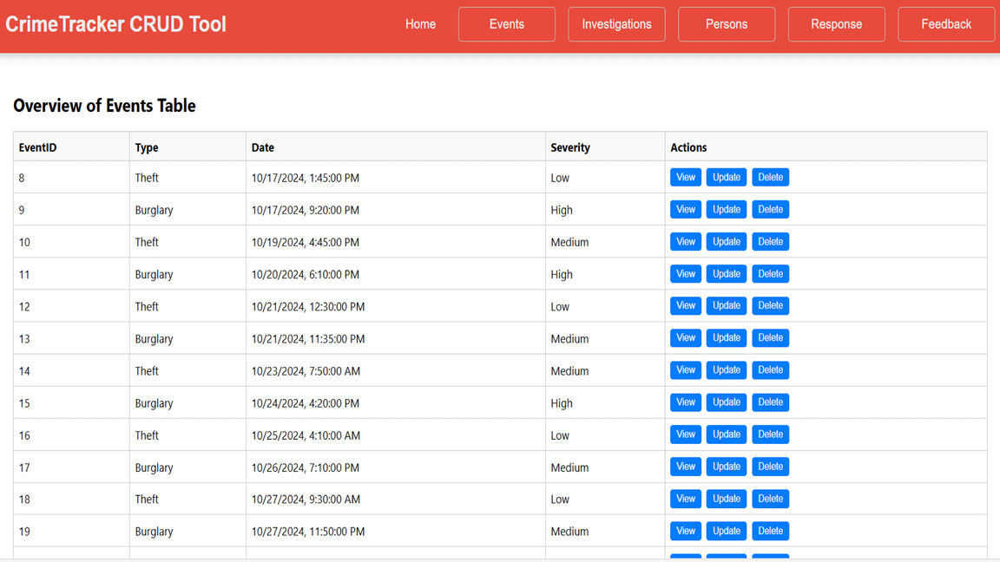 CrimeTracker CRUD Tool Home Events Investigations Persons Response Feedback
Overview of Events Table
EventID Type Date Severity Actions
8 Theft 10/17/2024, 1:45:00 PM Low View Update Delete
9 Burglary 10/17/2024, 9:20:00 PM High View Update Delete
10 Theft 10/19/2024, 4:45:00 PM Medium View Update Delete
11 Burglary 10/20/2024, 6:10:00 PM High View Update Delete
12 Theft 10/21/2024, 12:30:00 PM Low View Update Delete
13 Burglary 10/21/2024, 11:35:00 PM Medium View Update Delete
14 Theft 10/23/2024, 7:50:00 AM Medium View Update Delete
15 Burglary 10/24/2024, 4:20:00 PM High View Update Delete
16 Theft 10/25/2024, 4:10:00 AM Low View Update Delete
17 Burglary 10/26/2024, 7:10:00 PM Medium View Update Delete
18 Theft 10/27/2024, 9:30:00 AM Low View Update Delete
19 Burglary 10/27/2024, 11:50:00 PM Medium View Update Delete